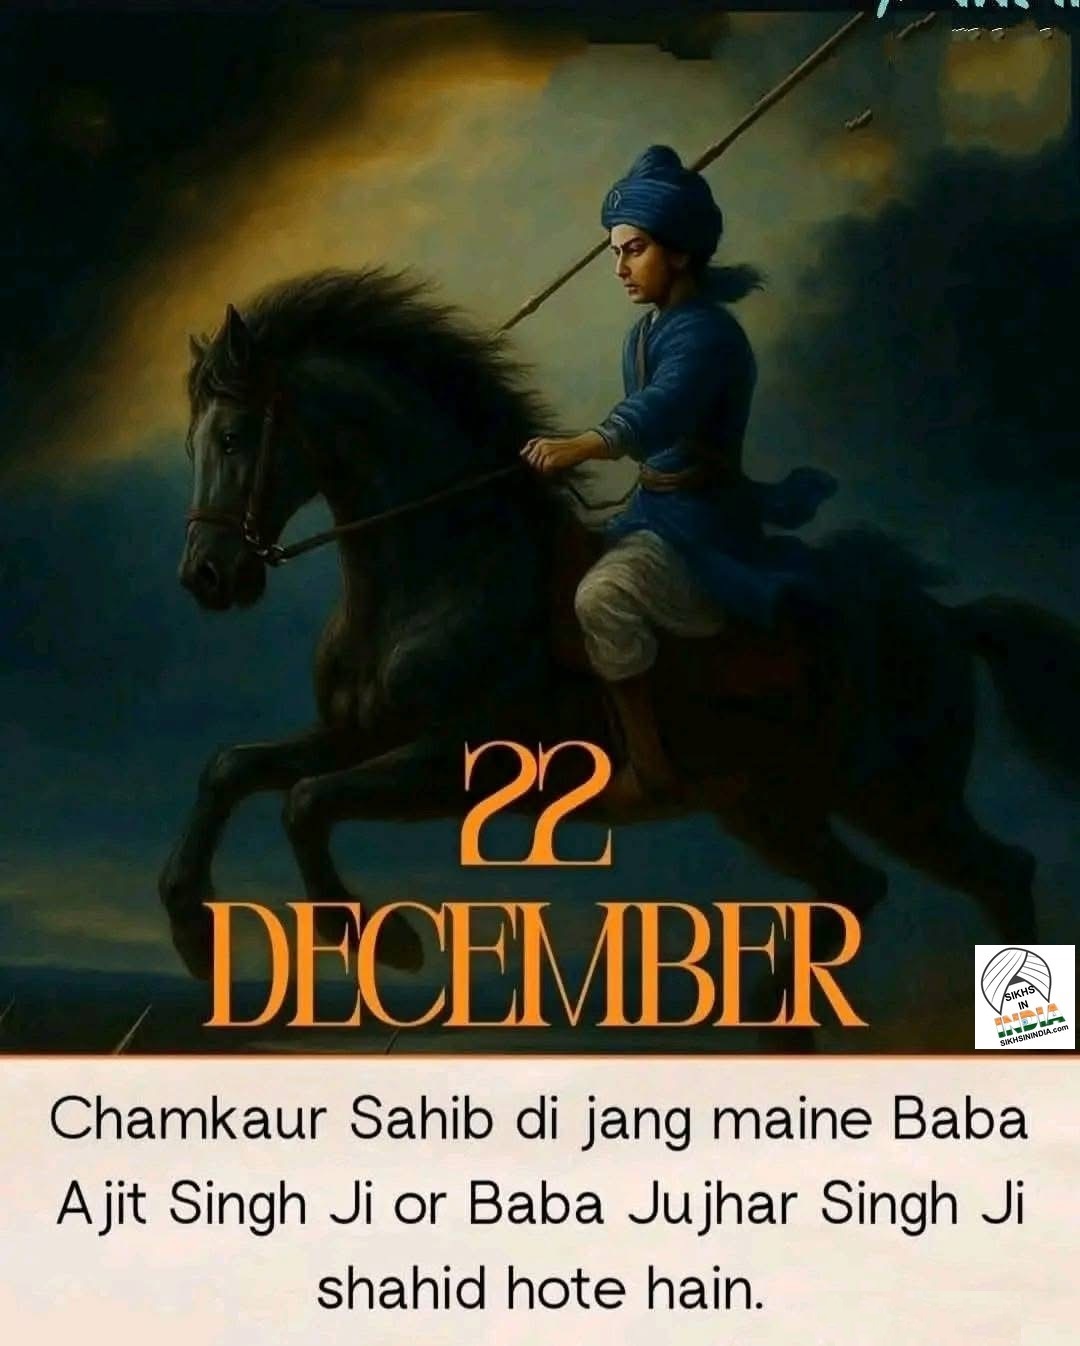 22
DECEMBER
SIKHS
IN
INDIA
SIKHSININDIA.com
Chamkaur Sahib di jang maine Baba
Ajit Singh Ji or Baba Jujhar Singh Ji
shahid hote hain.